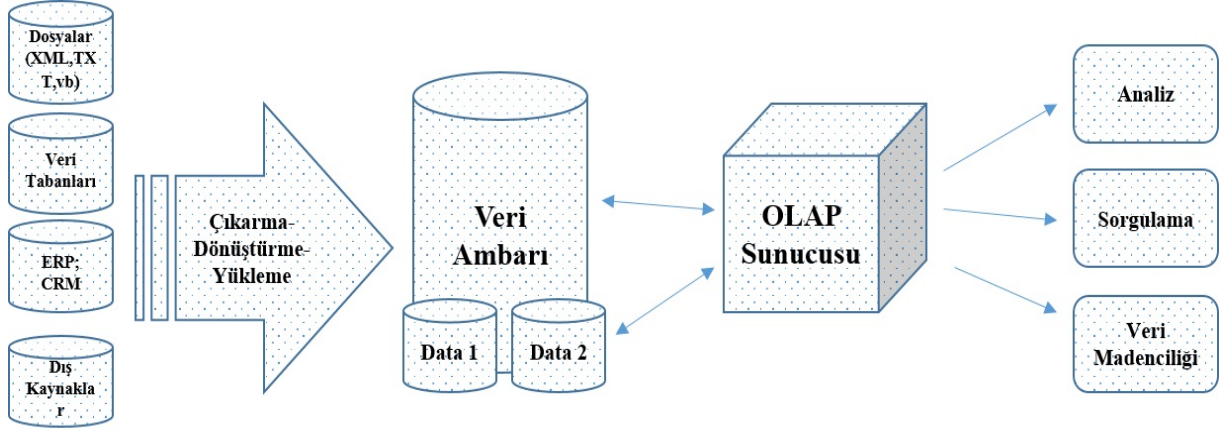 Dosyalar
(XML,TX
T,vb)
Veri
Tabanları
ERP;
CRM
Dış
Kaynakla
r
Çıkarma-
Dönüştürme-
Yükleme
Veri
Ambarı
Data 1
Data 2
OLAP
Sunucusu
Analiz
Sorgulama
Veri
Madenciliği